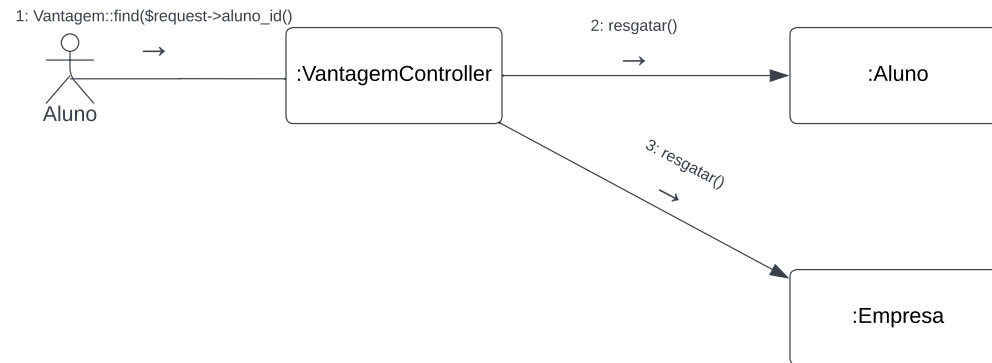 1: Vantagem::find($request->aluno_id()
2: resgatar()
:VantagemController
:Aluno
Aluno
3: resgatar()
:Empresa